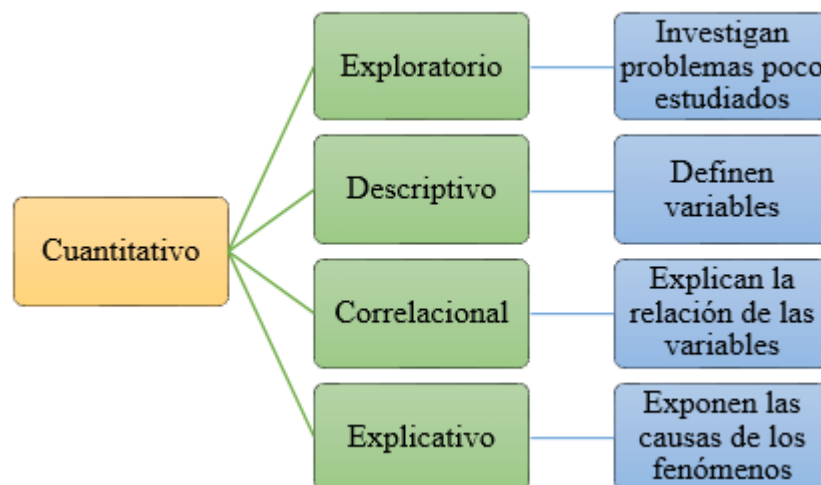 Cuantitativo
Exploratorio
Investigan
problemas poco
estudiados
Descriptivo
Definen
variables
Correlacional
Explican la
relación de las
variables
Explicativo
Exponen las
causas de los
fenómenos